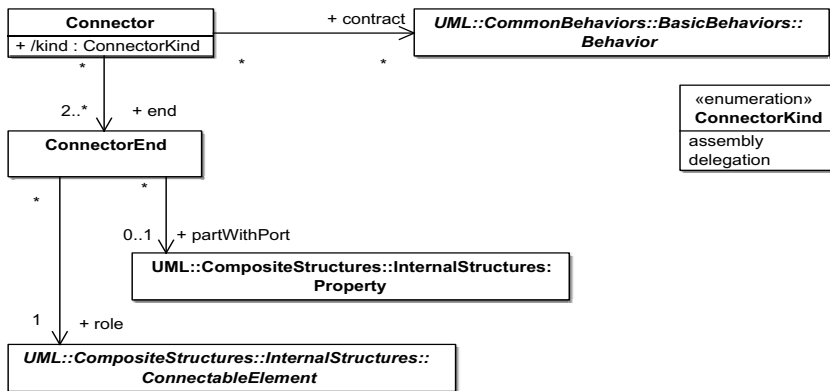 Connector
+ /kind : ConnectorKind
+ contract
UML::CommonBehaviors::BasicBehaviors::
Behavior
*
*
*
2..*
+ end
«enumeration»
ConnectorKind
assembly
delegation
ConnectorEnd
*
*
0..1
+ partWithPort
UML::CompositeStructures::InternalStructures:
Property
1
+ role
UML::CompositeStructures::InternalStructures::
ConnectableElement